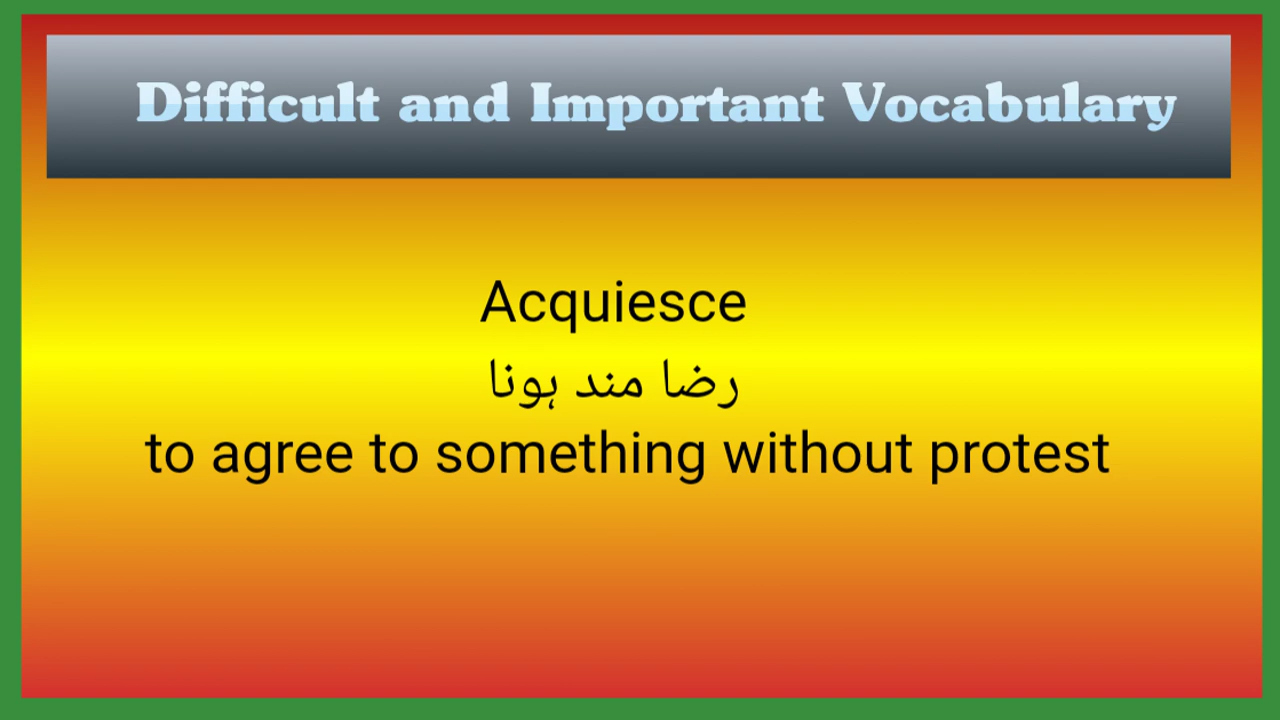 Difficult and Important Vocabulary
Acquiesce
رضا مند ہونا
to agree to something without protest